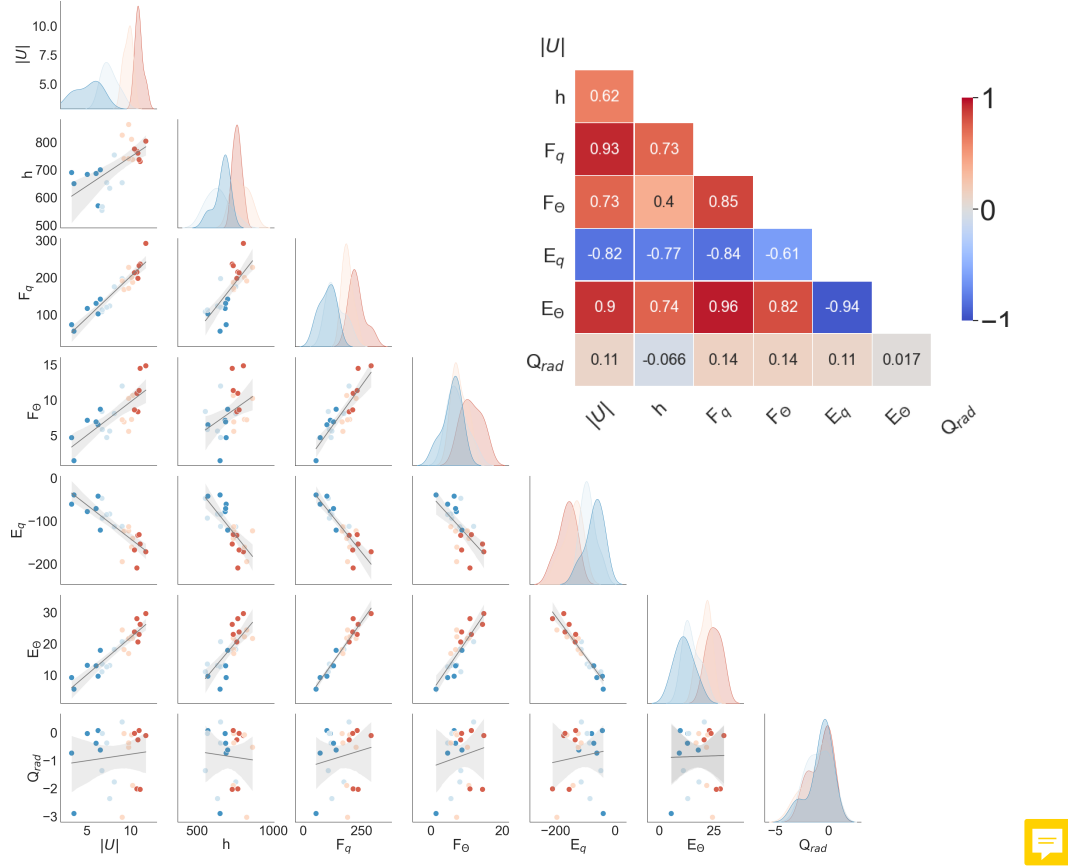 |U|
10.0
7.5
5.0
|U|
h
0.62
F_q
0.93 0.73
F_Θ
0.73 0.4 0.85
E_q
-0.82 -0.77 -0.84 -0.61
E_Θ
0.9 0.74 0.96 0.82 -0.94
Q_rad
0.11 -0.066 0.14 0.14 0.11 0.017
|U| h F_q F_Θ E_q E_Θ Q_rad
1
0
−1
h
800
700
600
500
F_q
300
200
100
F_Θ
15
10
5
E_q
0
−100
−200
E_Θ
30
20
10
Q_rad
0
−1
−2
−3
5 10 500 1000 0 250 0 20 −200 0 0 25 −5 0
|U| h F_q F_Θ E_q E_Θ Q_rad